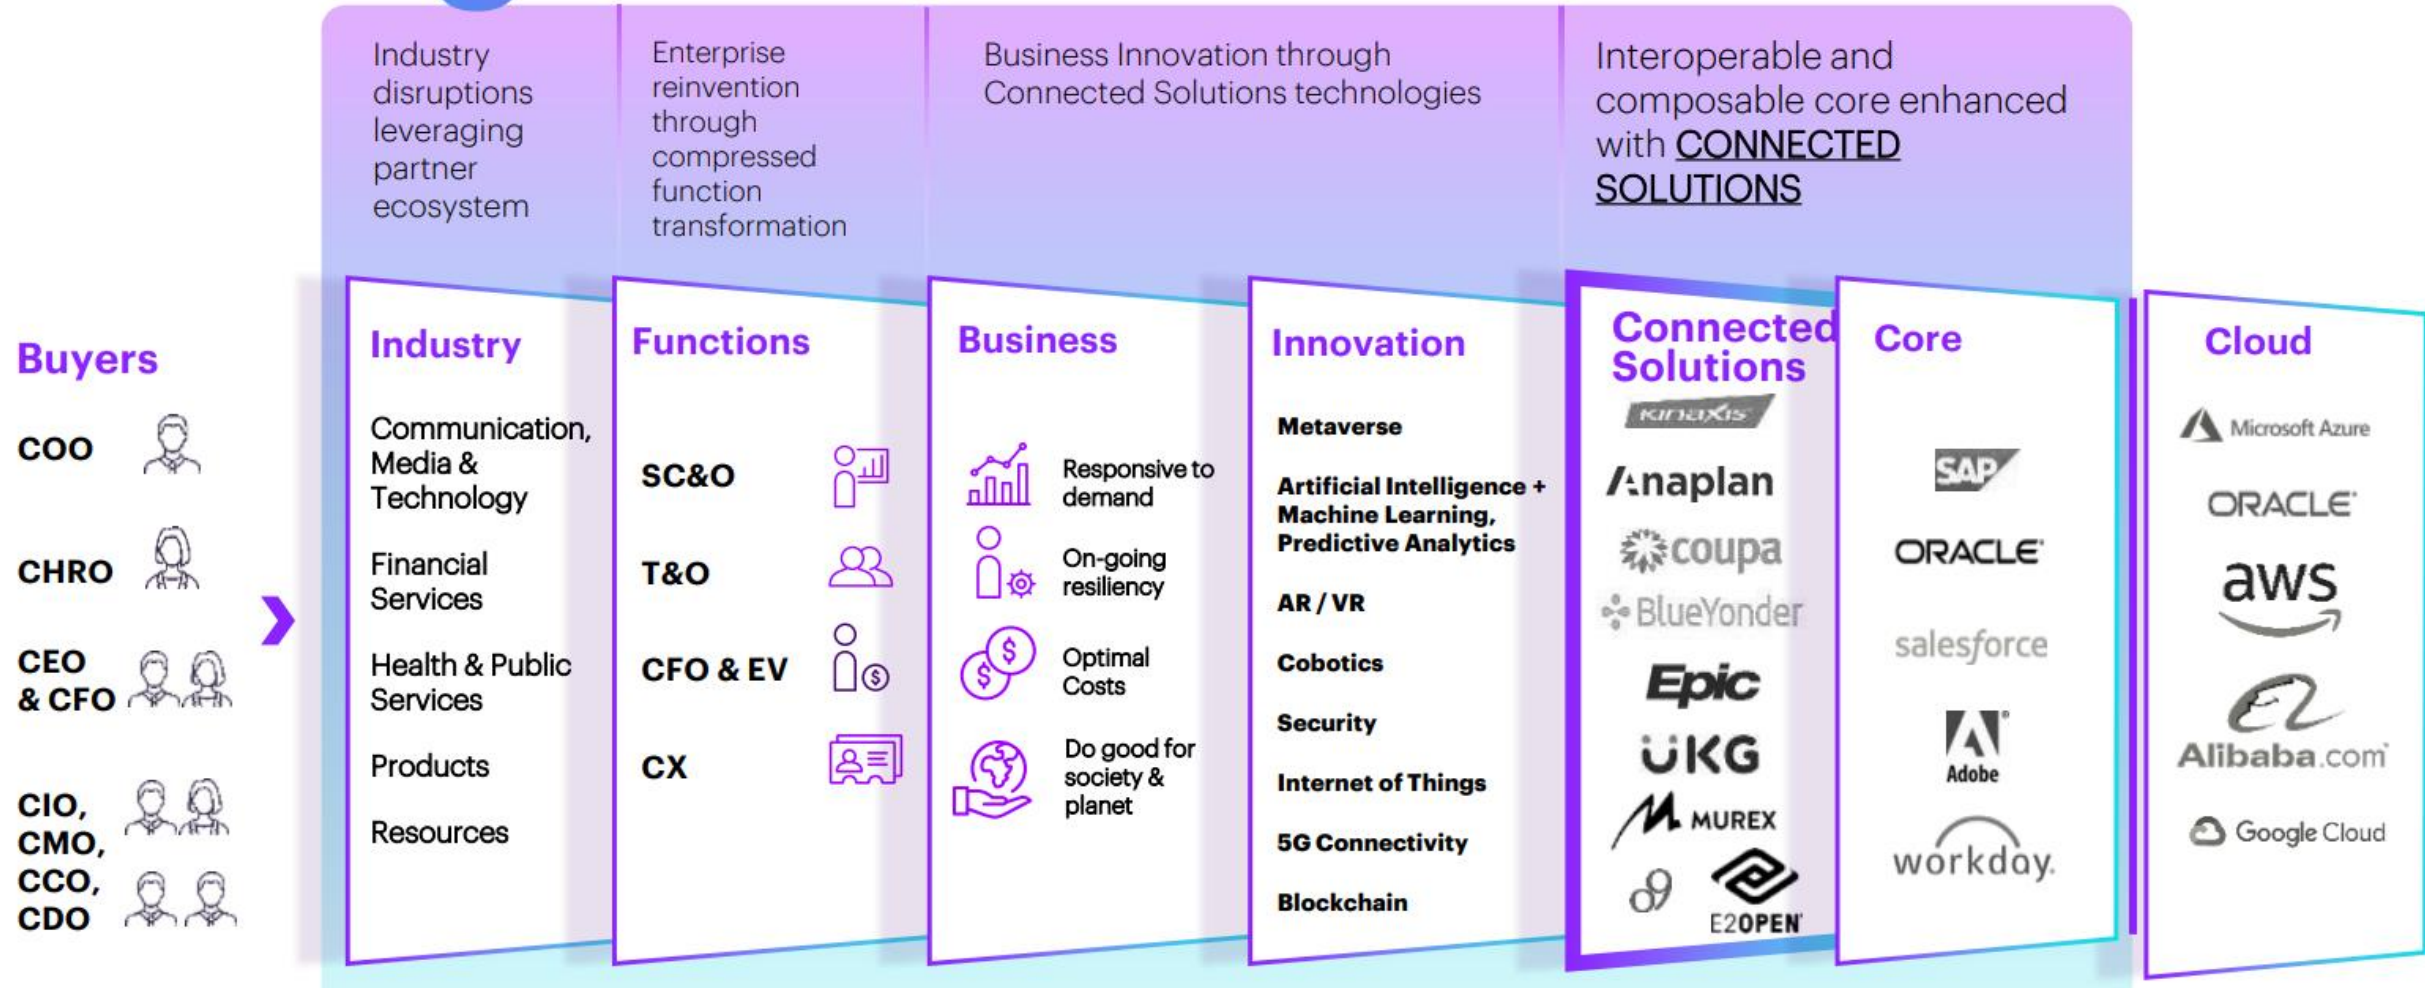 Industry
disruptions
leveraging
partner
ecosystem
Enterprise
reinvention
through
compressed
function
transformation
Business Innovation through
Connected Solutions technologies
Interoperable and
composable core enhanced
with CONNECTED
SOLUTIONS
Buyers
COO
CHRO
CEO
& CFO
CIO,
CMO,
CCO,
CDO
Industry
Communication,
Media &
Technology
Financial
Services
Health & Public
Services
Products
Resources
Functions
SC&O
T&O
CFO & EV
CX
Business
Responsive to
demand
On-going
resiliency
Optimal
Costs
Do good for
society &
planet
Innovation
Metaverse
Artificial Intelligence +
Machine Learning,
Predictive Analytics
AR / VR
Cobotics
Security
Internet of Things
5G Connectivity
Blockchain
Connected
Solutions
Kinaxis
Anaplan
coupa
BlueYonder
Epic
UKG
MUREX
o9
E2OPEN
Core
SAP
ORACLE
salesforce
Adobe
workday.
Cloud
Microsoft Azure
ORACLE
aws
Alibaba.com
Google Cloud